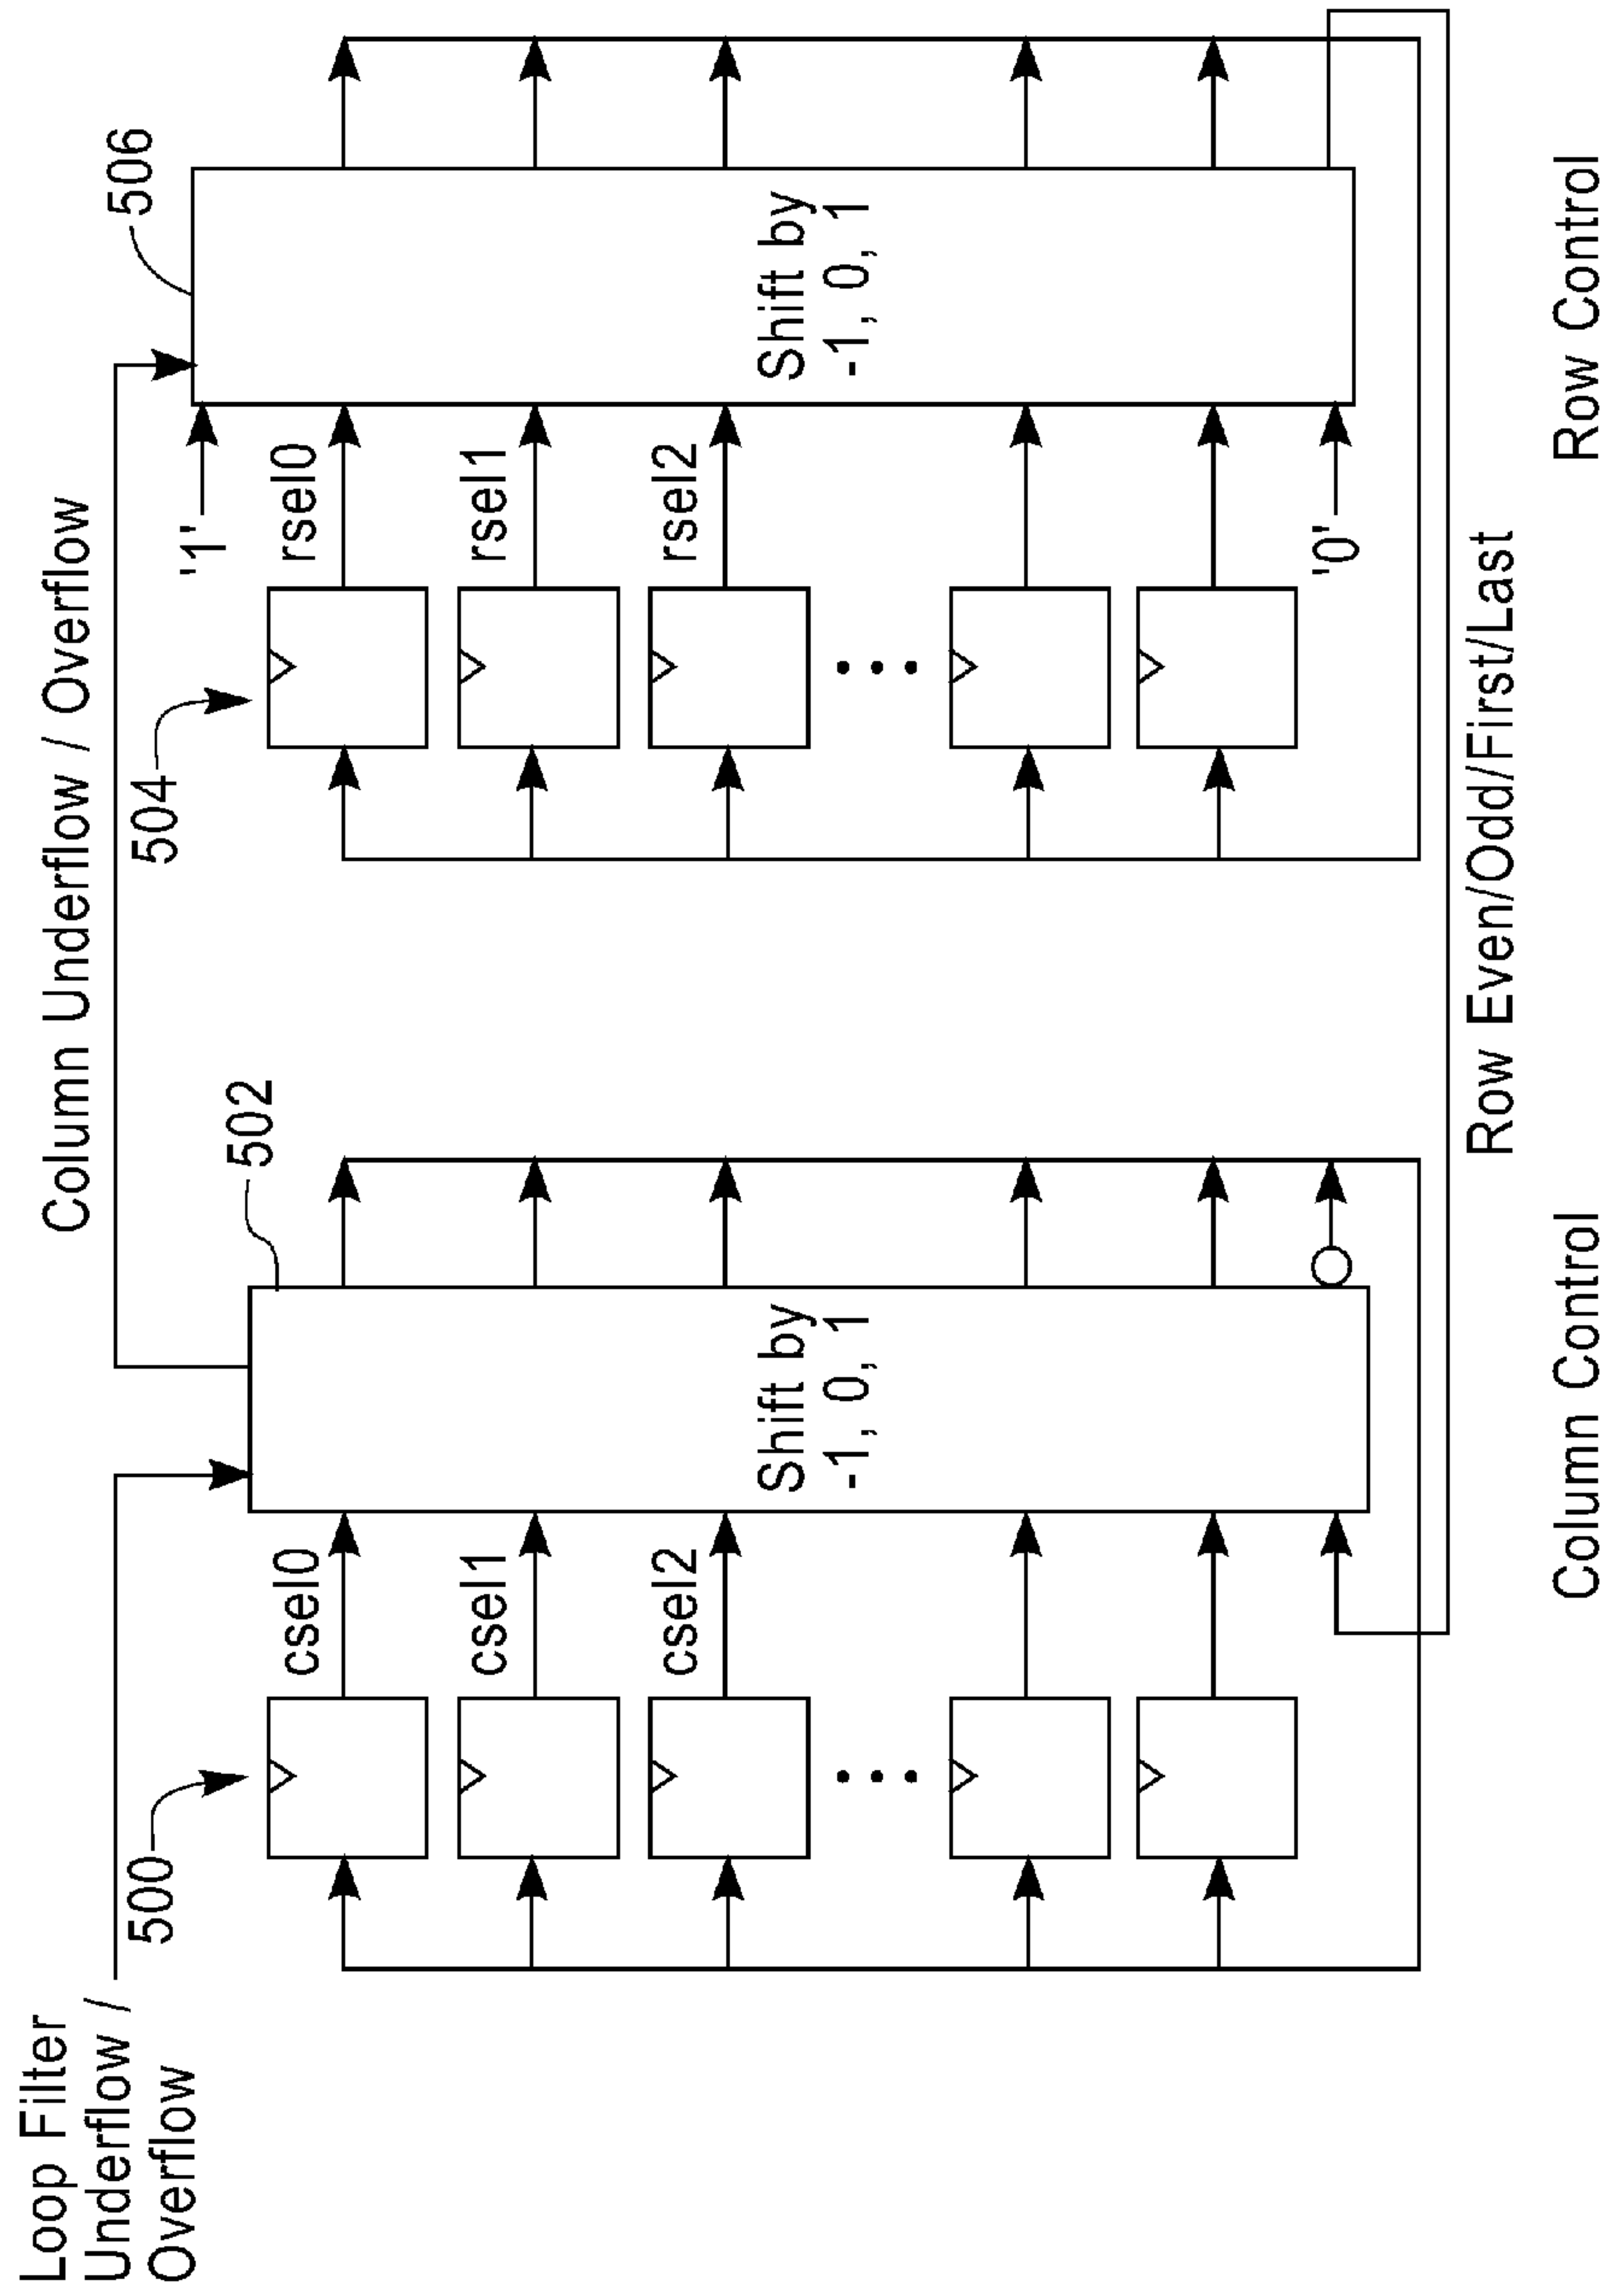 Loop Filter
Underflow /
Overflow
Column Underflow / Overflow
500
502
504
506
csel0
csel1
csel2
Shift by
-1, 0, 1
'1'
rsel0
rsel1
rsel2
'0'
Shift by
-1, 0, 1
Row Even/Odd/First/Last
Column Control
Row Control